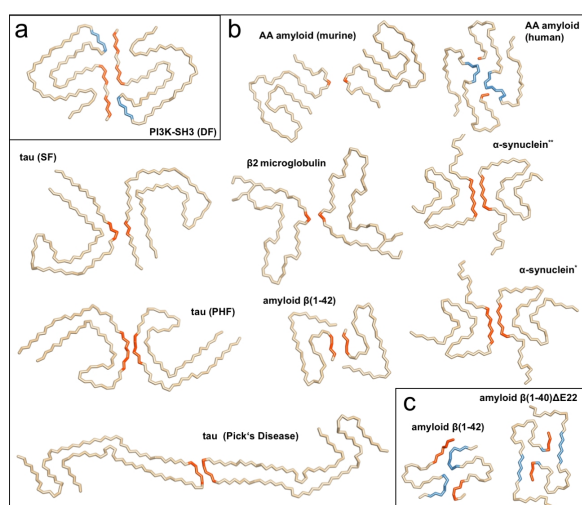 a
PI3K-SH3 (DF)
b
AA amyloid (murine)
AA amyloid
(human)
tau (SF)
β2 microglobulin
α-synuclein**
tau (PHF)
amyloid β(1-42)
α-synuclein*
tau (Pick's Disease)
c
amyloid β(1-42)
amyloid β(1-40)ΔE22